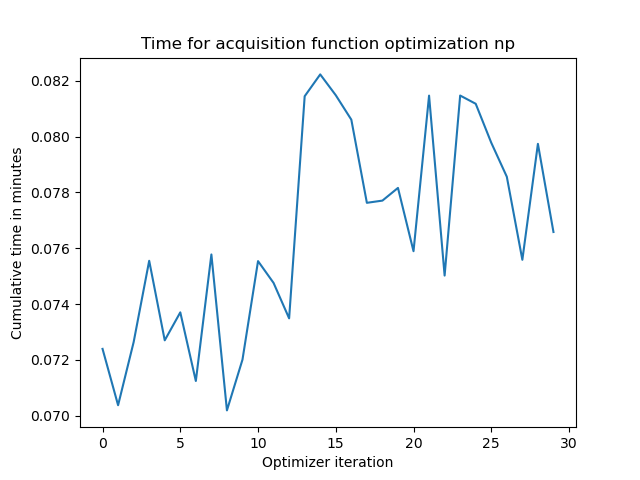 Time for acquisition function optimization np
0.082
0.080
0.078
0.076
0.074
0.072
0.070
Cumulative time in minutes
0 5 10 15 20 25 30
Optimizer iteration